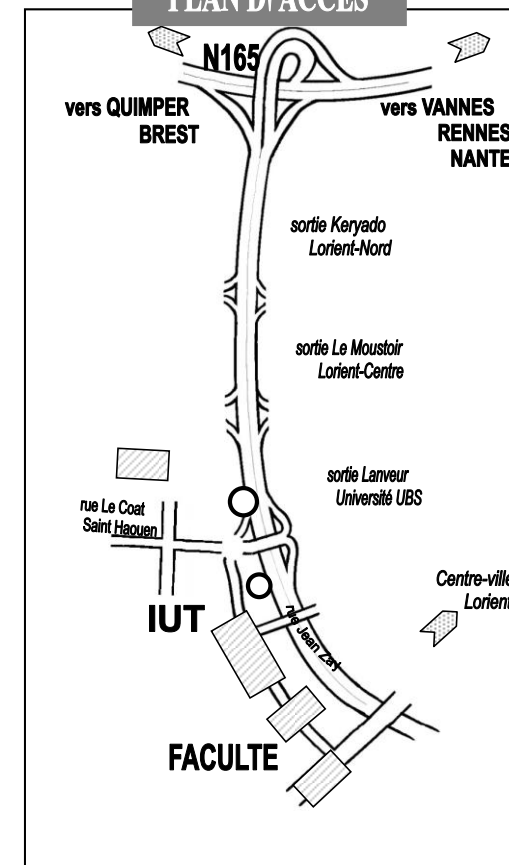 PLAN D'ACCES
N165
vers QUIMPER
BREST
vers VANNES
RENNES
NANTE
sortie Keryado
Lorient-Nord
sortie Le Moustoir
Lorient-Centre
sortie Lanveur
Université UBS
rue Le Coat
Saint Haouen
Centre-ville
Lorient
IUT
rue Jean Zay
FACULTE